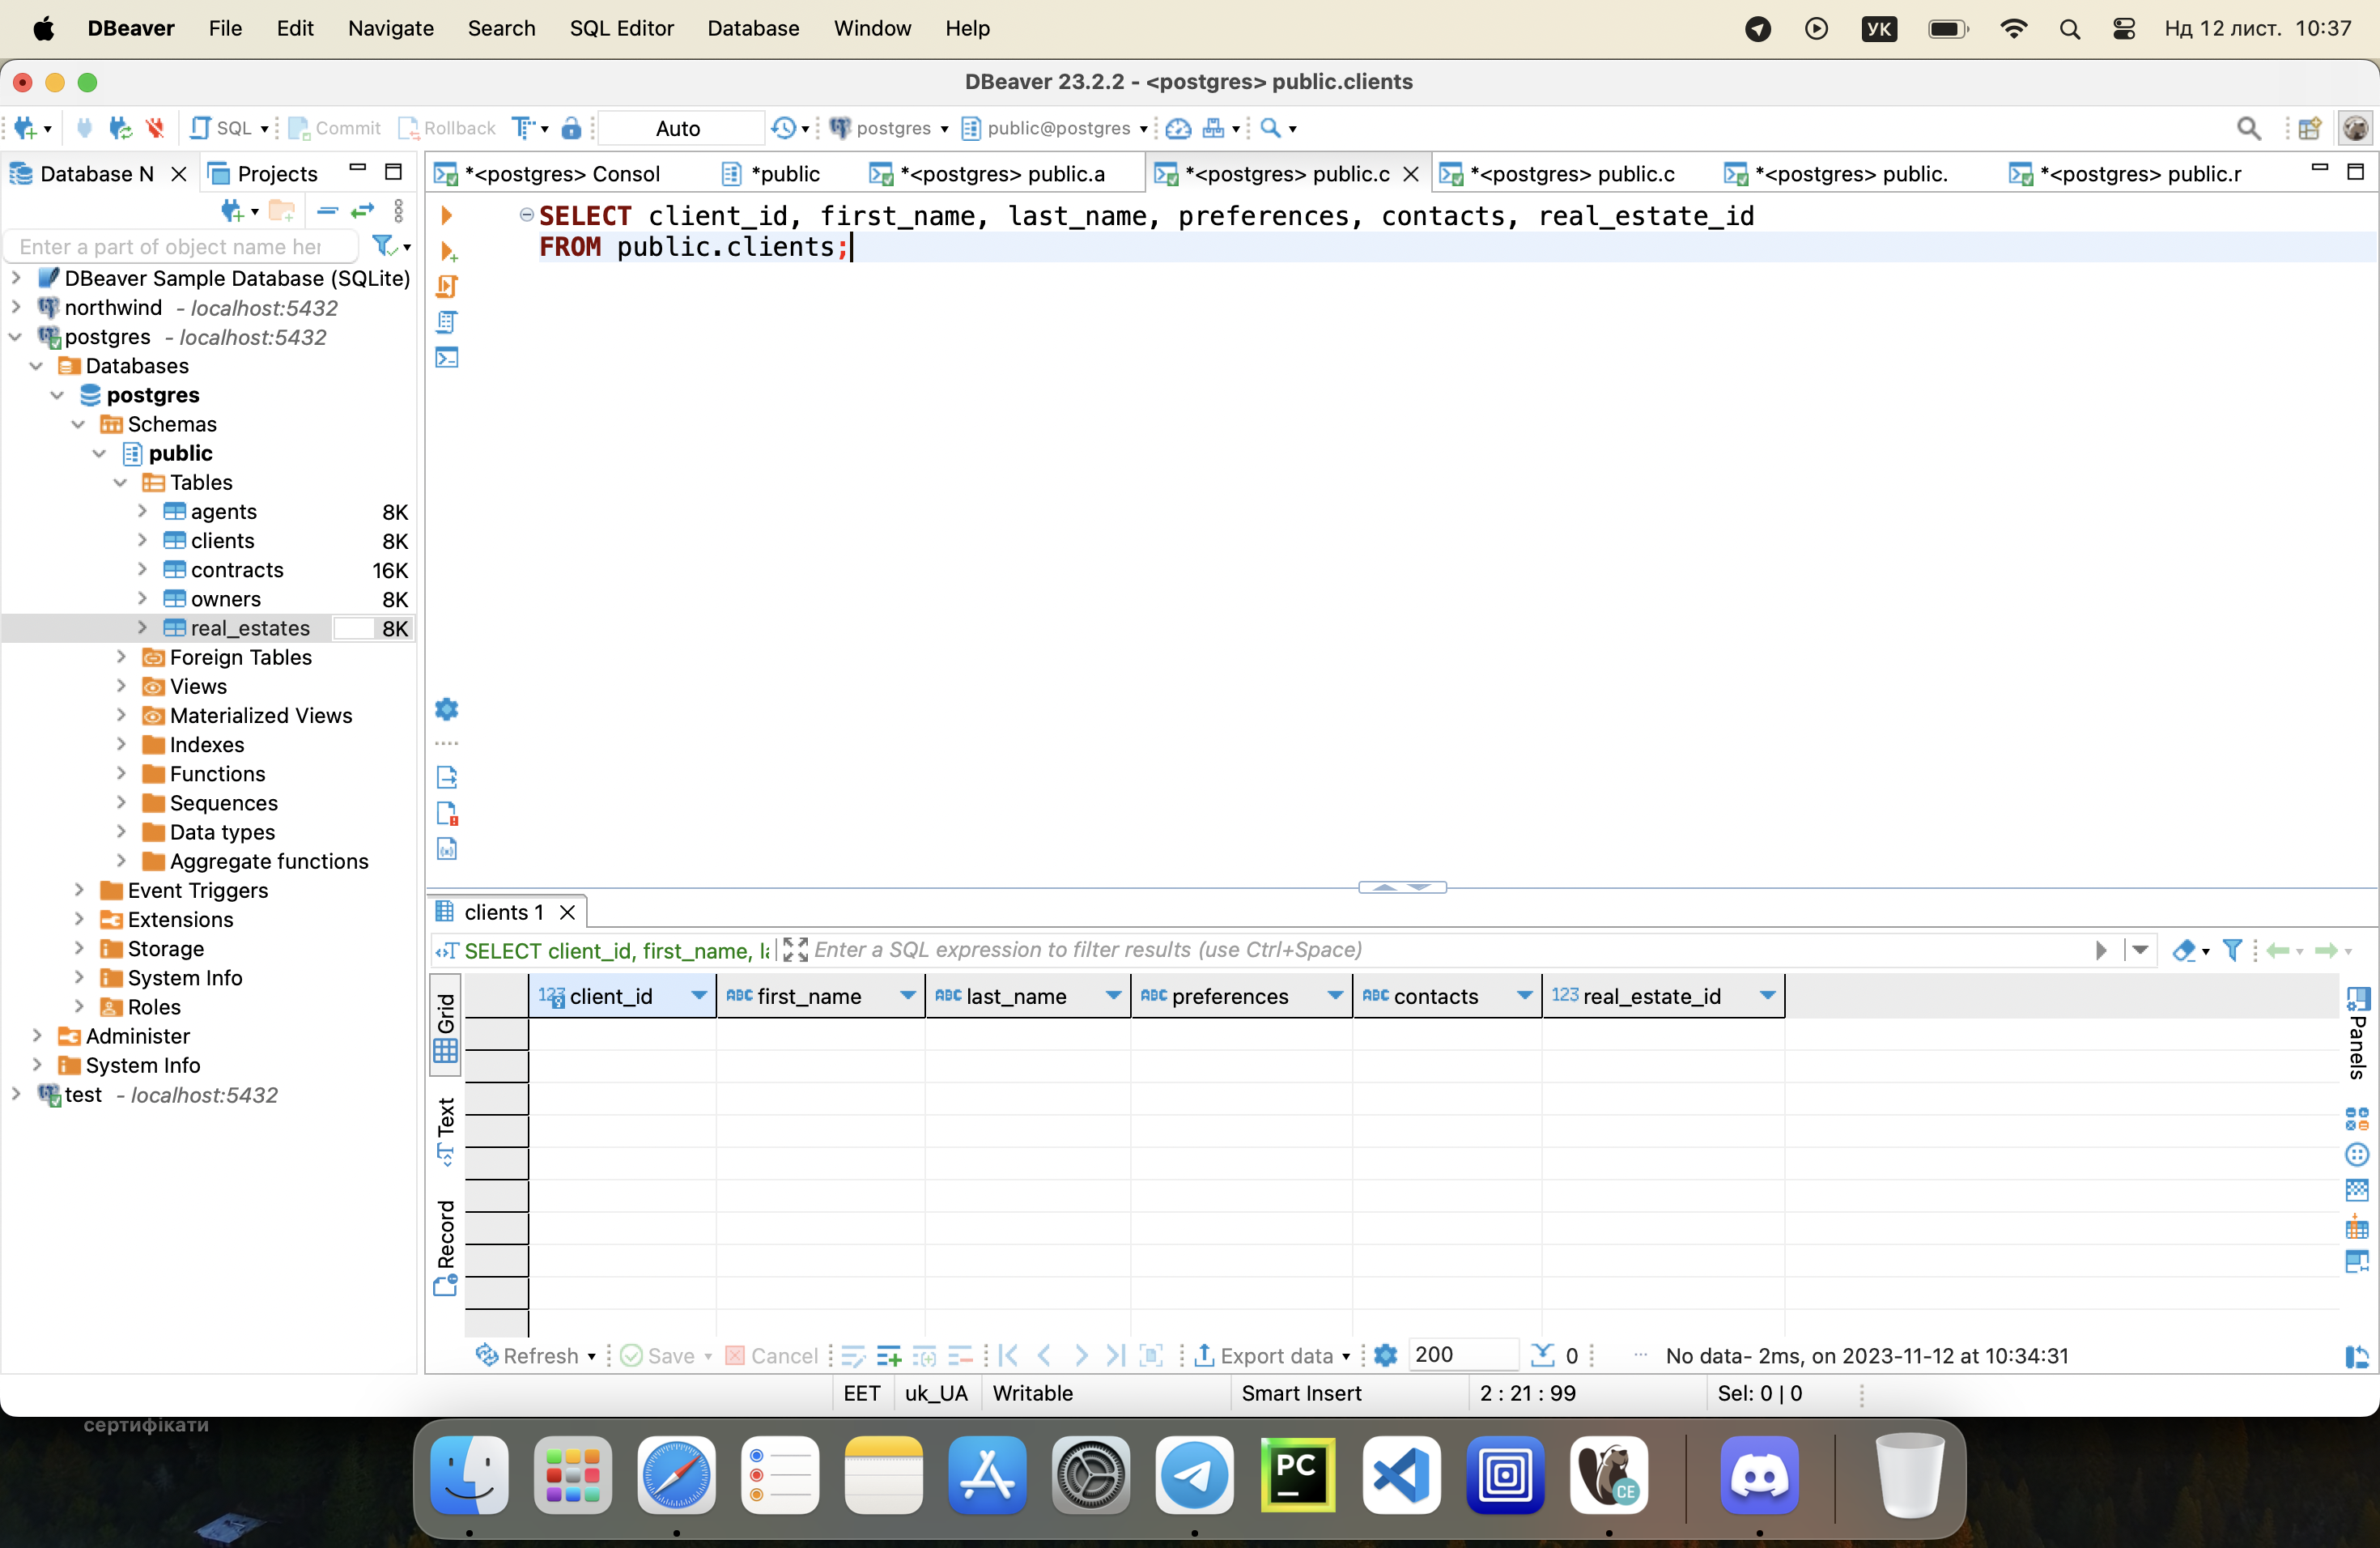 DBeaver File Edit Navigate Search SQL Editor Database Window Help УК Нд 12 лист. 10:37
DBeaver 23.2.2 - <postgres> public.clients
SQL Commit Rollback Auto postgres public@postgres
Database N Projects
*<postgres> Consol *public *<postgres> public.a *<postgres> public.c *<postgres> public.c *<postgres> public. *<postgres> public.r
Enter a part of object name her
DBeaver Sample Database (SQLite)
northwind - localhost:5432
postgres - localhost:5432
Databases
postgres
Schemas
public
Tables
agents 8K
clients 8K
contracts 16K
owners 8K
real_estates 8K
Foreign Tables
Views
Materialized Views
Indexes
Functions
Sequences
Data types
Aggregate functions
Event Triggers
Extensions
Storage
System Info
Roles
Administer
System Info
test - localhost:5432
SELECT client_id, first_name, last_name, preferences, contacts, real_estate_id
FROM public.clients;
clients 1
SELECT client_id, first_name, la Enter a SQL expression to filter results (use Ctrl+Space)
Grid
Text
Record
123 client_id ABC first_name ABC last_name ABC preferences ABC contacts 123 real_estate_id
Panels
Refresh Save Cancel Export data 200 0 ... No data- 2ms, on 2023-11-12 at 10:34:31
EET uk_UA Writable Smart Insert 2 : 21 : 99 Sel: 0 | 0
сертифікати
PC
CE